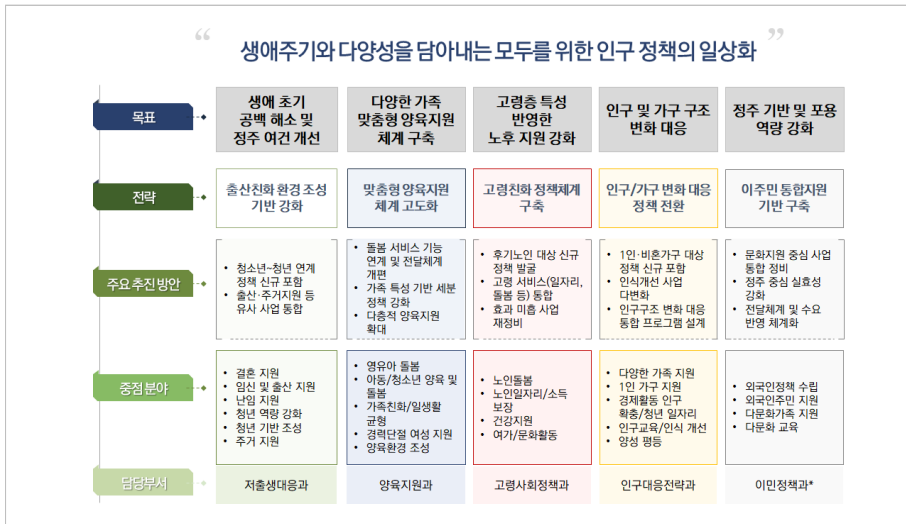 “ 생애주기와 다양성을 담아내는 모두를 위한 인구 정책의 일상화 ”
목표
생애 초기
공백 해소 및
정주 여건 개선
다양한 가족
맞춤형 양육지원
체계 구축
고령층 특성
반영한
노후 지원 강화
인구 및 가구 구조
변화 대응
정주 기반 및 포용
역량 강화
전략
출산친화 환경 조성
기반 강화
맞춤형 양육지원
체계 고도화
고령친화 정책체계
구축
인구/가구 변화 대응
정책 전환
이주민 통합지원
기반 구축
주요 추진 방안
• 청소년~청년 연계
정책 신규 포함
• 출산·주거지원 등
유사 사업 통합
• 돌봄 서비스 기능
연계 및 전달체계
개편
• 가족 특성 기반 세분
정책 강화
• 다층적 양육지원
확대
• 후기노인 대상 신규
정책 발굴
• 고령 서비스(일자리,
돌봄 등) 통합
• 효과 미흡 사업
재정비
• 1인·비혼가구 대상
정책 신규 포함
• 인식개선 사업
다변화
• 인구구조 변화 대응
통합 프로그램 설계
• 문화지원 중심 사업
통합 정비
• 정주 중심 실효성
강화
• 전달체계 및 수요
반영 체계화
중점 분야
• 결혼 지원
• 임신 및 출산 지원
• 난임 지원
• 청년 역량 강화
• 청년 기반 조성
• 주거 지원
• 영유아 돌봄
• 아동/청소년 양육 및
돌봄
• 가족친화/일생활
균형
• 경력단절 여성 지원
• 양육환경 조성
• 노인돌봄
• 노인일자리/소득
보장
• 건강지원
• 여가/문화활동
• 다양한 가족 지원
• 1인 가구 지원
• 경제활동 인구
확충/청년 일자리
• 인구교육/인식 개선
• 양성 평등
• 외국인정책 수립
• 외국인주민 지원
• 다문화가족 지원
• 다문화 교육
담당부서
저출생대응과
양육지원과
고령사회정책과
인구대응전략과
이민정책과*